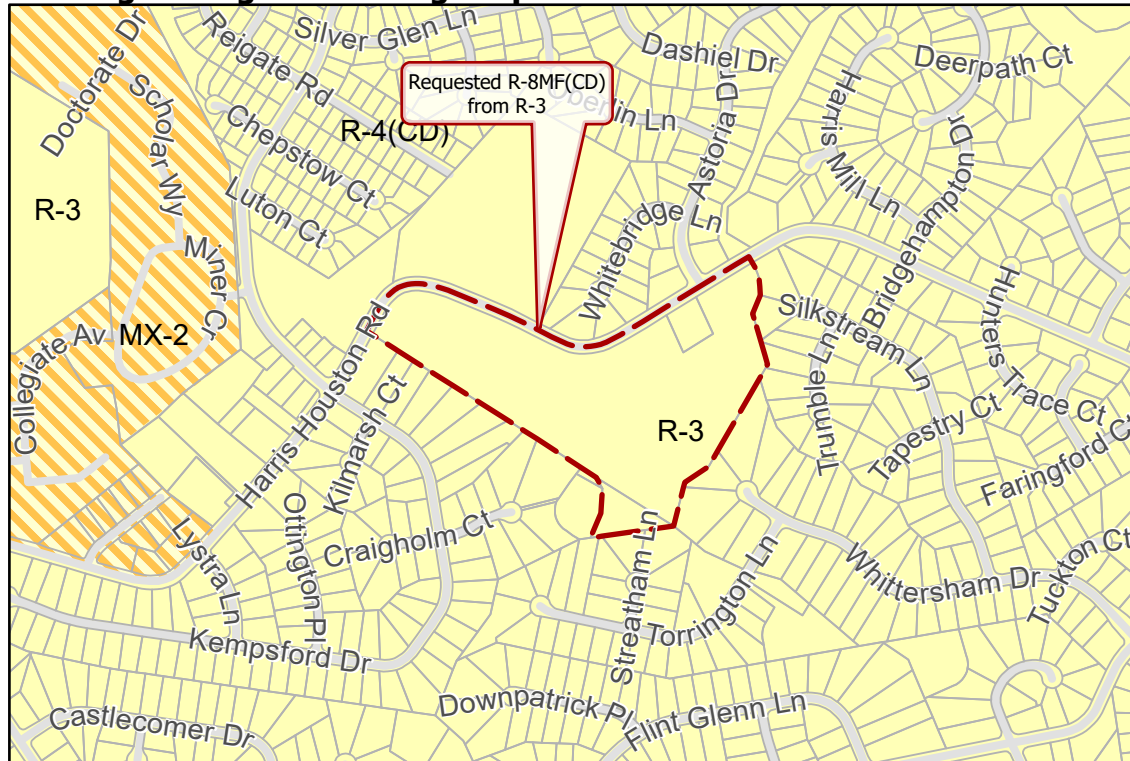 Silver Glen Ln
Dashiel Dr
Deerpath Ct
Doctorate Dr
Scholar Wy
Reigate Rd
Requested R-8MF(CD)
from R-3
Ln
R-4(CD)
Chepstow Ct
Astoria Dr
Harris Mill Ln
Bridgehampton Dr
R-3
Luton Ct
Miner Cr
Whitebridge Ln
Collegiate Av
MX-2
Harris Houston Rd
Silkstream Ln
Hunters Trace Ct
Trumble Ln
Kilmarsh Ct
R-3
Tapestry Ct
Faringford Ct
Ottington Pl
Craigholm Ct
Lystra Ln
Streatham Ln
Whittersham Dr
Tuckton Ct
Torrington Ln
Kempsford Dr
Downpatrick Pl
Flint Glenn Ln
Castlecomer Dr